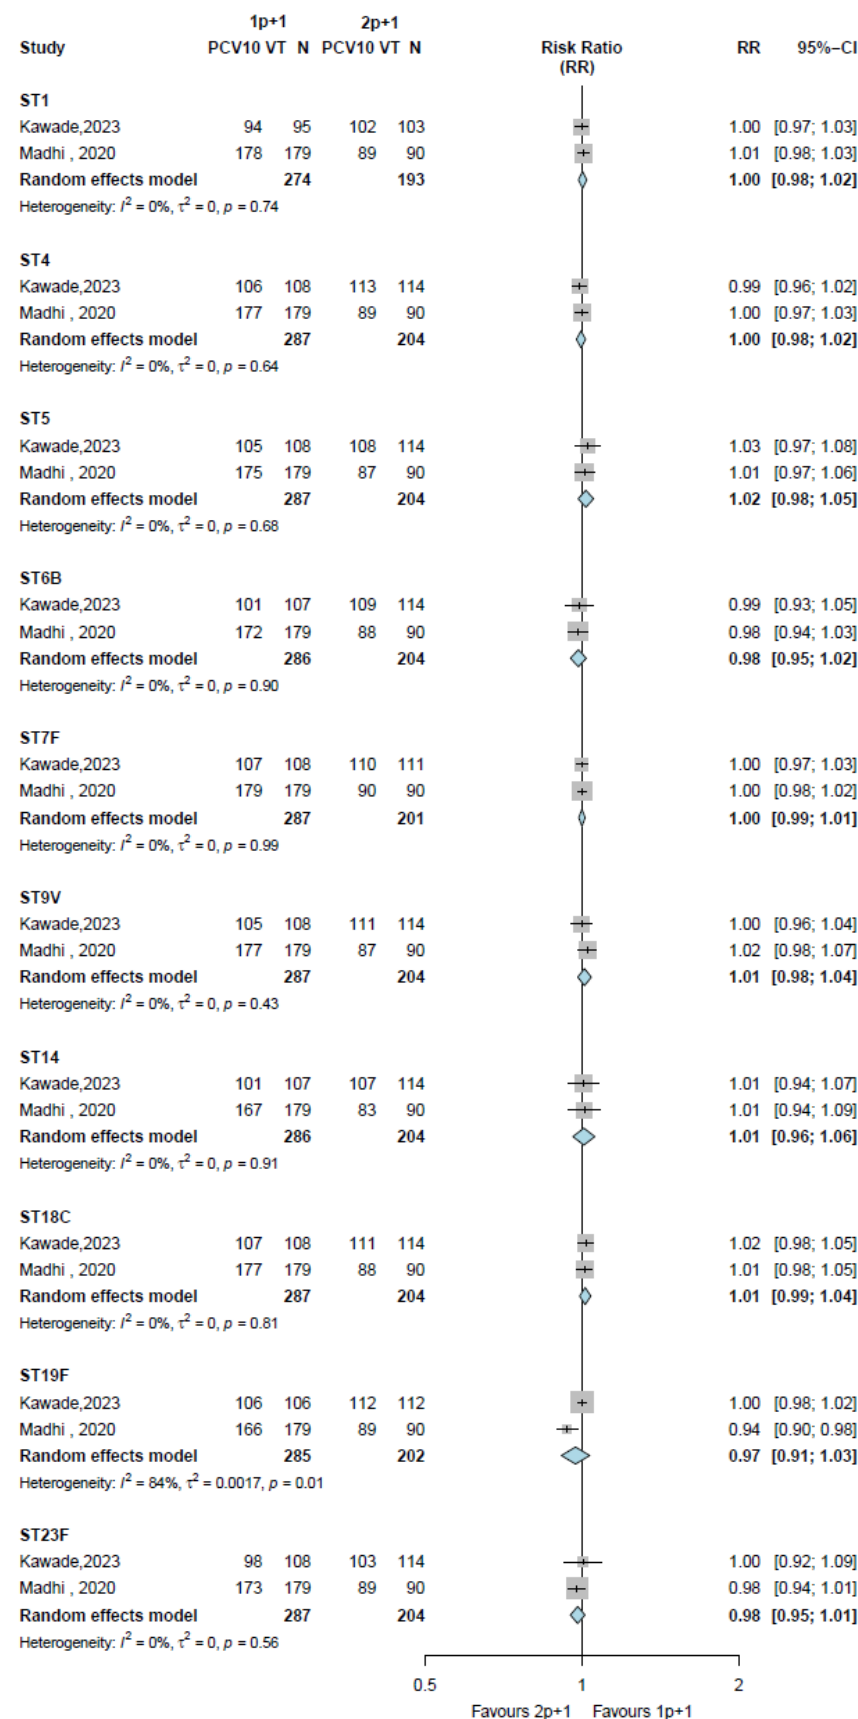 1p+1 2p+1
Study PCV10 VT N PCV10 VT N Risk Ratio RR 95%–CI
(RR)
ST1
Kawade,2023 94 95 102 103 1.00 [0.97; 1.03]
Madhi , 2020 178 179 89 90 1.01 [0.98; 1.03]
Random effects model 274 193 1.00 [0.98; 1.02]
Heterogeneity: I² = 0%, τ² = 0, p = 0.74
ST4
Kawade,2023 106 108 113 114 0.99 [0.96; 1.02]
Madhi , 2020 177 179 89 90 1.00 [0.97; 1.03]
Random effects model 287 204 1.00 [0.98; 1.02]
Heterogeneity: I² = 0%, τ² = 0, p = 0.64
ST5
Kawade,2023 105 108 108 114 1.03 [0.97; 1.08]
Madhi , 2020 175 179 87 90 1.01 [0.97; 1.06]
Random effects model 287 204 1.02 [0.98; 1.05]
Heterogeneity: I² = 0%, τ² = 0, p = 0.68
ST6B
Kawade,2023 101 107 109 114 0.99 [0.93; 1.05]
Madhi , 2020 172 179 88 90 0.98 [0.94; 1.03]
Random effects model 286 204 0.98 [0.95; 1.02]
Heterogeneity: I² = 0%, τ² = 0, p = 0.90
ST7F
Kawade,2023 107 108 110 111 1.00 [0.97; 1.03]
Madhi , 2020 179 179 90 90 1.00 [0.98; 1.02]
Random effects model 287 201 1.00 [0.99; 1.01]
Heterogeneity: I² = 0%, τ² = 0, p = 0.99
ST9V
Kawade,2023 105 108 111 114 1.00 [0.96; 1.04]
Madhi , 2020 177 179 87 90 1.02 [0.98; 1.07]
Random effects model 287 204 1.01 [0.98; 1.04]
Heterogeneity: I² = 0%, τ² = 0, p = 0.43
ST14
Kawade,2023 101 107 107 114 1.01 [0.94; 1.07]
Madhi , 2020 167 179 83 90 1.01 [0.94; 1.09]
Random effects model 286 204 1.01 [0.96; 1.06]
Heterogeneity: I² = 0%, τ² = 0, p = 0.91
ST18C
Kawade,2023 107 108 111 114 1.02 [0.98; 1.05]
Madhi , 2020 177 179 88 90 1.01 [0.98; 1.05]
Random effects model 287 204 1.01 [0.99; 1.04]
Heterogeneity: I² = 0%, τ² = 0, p = 0.81
ST19F
Kawade,2023 106 106 112 112 1.00 [0.98; 1.02]
Madhi , 2020 166 179 89 90 0.94 [0.90; 0.98]
Random effects model 285 202 0.97 [0.91; 1.03]
Heterogeneity: I² = 84%, τ² = 0.0017, p = 0.01
ST23F
Kawade,2023 98 108 103 114 1.00 [0.92; 1.09]
Madhi , 2020 173 179 89 90 0.98 [0.94; 1.01]
Random effects model 287 204 0.98 [0.95; 1.01]
Heterogeneity: I² = 0%, τ² = 0, p = 0.56
0.5 1 2
Favours 2p+1 Favours 1p+1